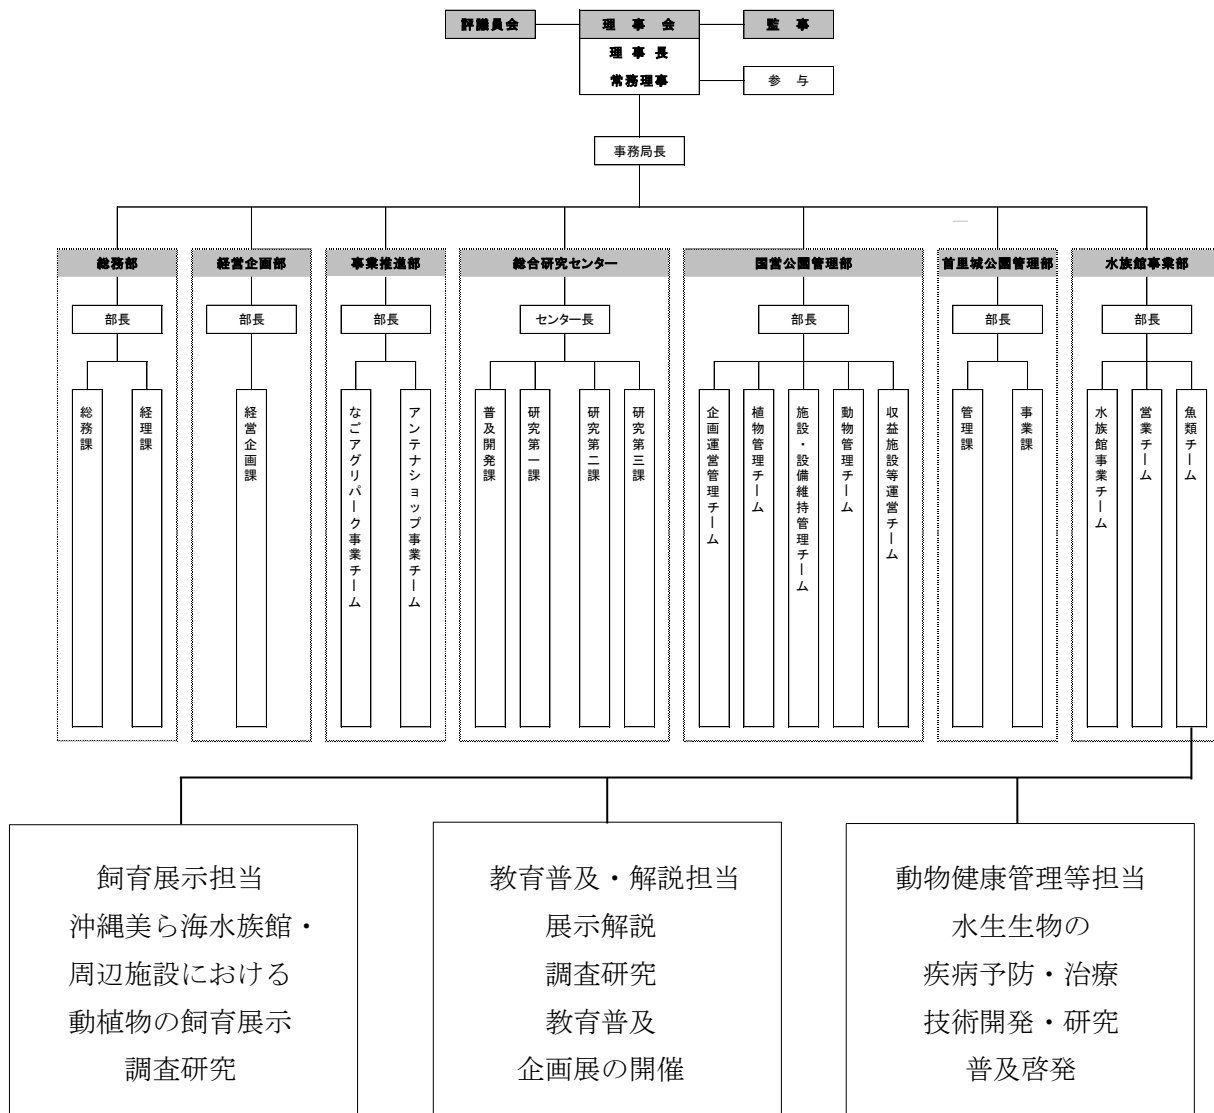 評議員会
理事会
監事
理事長
常務理事
参与
事務局長
総務部
経営企画部
事業推進部
総合研究センター
国営公園管理部
首里城公園管理部
水族館事業部
部長
部長
部長
センター長
部長
部長
部長
総務課
経理課
経営企画課
なごアグリパーク事業チーム
アンテナショップ事業チーム
普及開発課
研究第一課
研究第二課
研究第三課
企画運営管理チーム
植物管理チーム
施設・設備維持管理チーム
動物管理チーム
収益施設等運営チーム
管理課
事業課
水族館事業チーム
営業チーム
魚類チーム
飼育展示担当
沖縄美ら海水族館・
周辺施設における
動植物の飼育展示
調査研究
教育普及・解説担当
展示解説
調査研究
教育普及
企画展の開催
動物健康管理等担当
水生生物の
疾病予防・治療
技術開発・研究
普及啓発